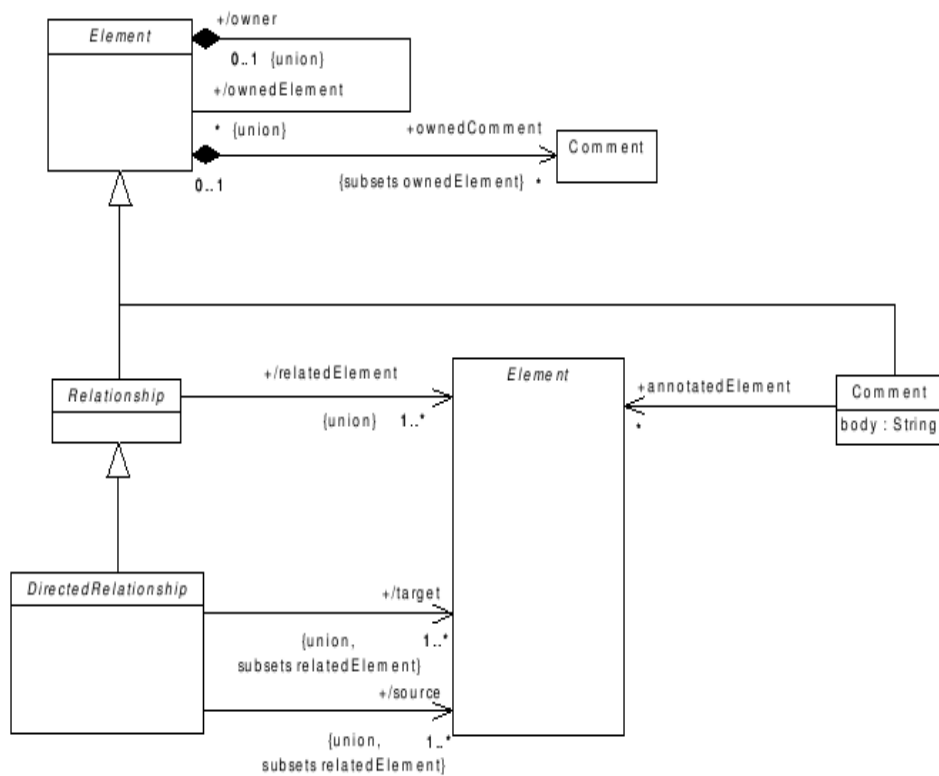 +/owner
Element
0..1 {union}
+/ownedElement
* {union}
+ownedComment
Comment
0..1
{subsets ownedElement} *
+/relatedElement
Element
+annotatedElement
Relationship
Comment
{union} 1..*
*
body : String
DirectedRelationship
+/target
{union, 1..*
subsets relatedElement}
+/source
{union, 1..*
subsets relatedElement}